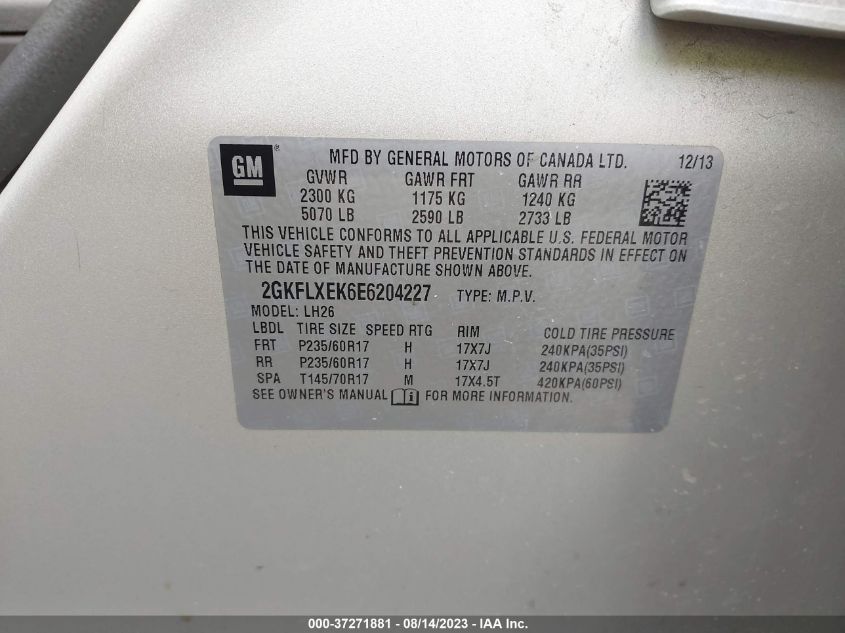 GM ® MFD BY GENERAL MOTORS OF CANADA LTD. 12/13
GVWR GAWR FRT GAWR RR
2300 KG 1175 KG 1240 KG
5070 LB 2590 LB 2733 LB
THIS VEHICLE CONFORMS TO ALL APPLICABLE U.S. FEDERAL MOTOR
VEHICLE SAFETY AND THEFT PREVENTION STANDARDS IN EFFECT ON
THE DATE OF MANUFACTURE SHOWN ABOVE.
2GKFLXEK6E6204227 TYPE: M.P.V.
MODEL: LH26
LBDL TIRE SIZE SPEED RTG RIM COLD TIRE PRESSURE
FRT P235/60R17 H 17X7J 240KPA(35PSI)
RR P235/60R17 H 17X7J 240KPA(35PSI)
SPA T145/70R17 M 17X4.5T 420KPA(60PSI)
SEE OWNER'S MANUAL FOR MORE INFORMATION.
000-37271881 - 08/14/2023 - IAA Inc.